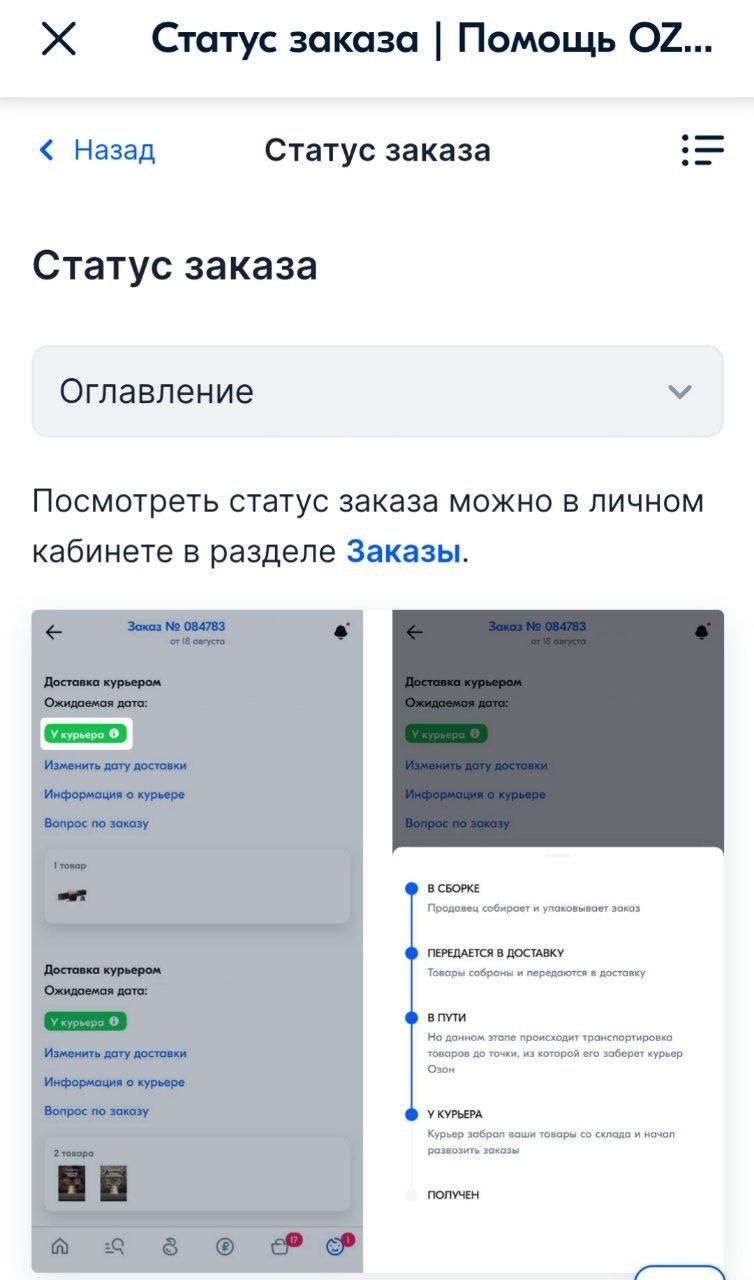 Статус заказа | Помощь OZ...
Назад
Статус заказа
Статус заказа
Оглавление
Посмотреть статус заказа можно в личном
кабинете в разделе Заказы.
Заказ № 084783
от 18 августа
Доставка курьером
Ожидаемая дата:
У курьера
Изменить дату доставки
Информация о курьере
Вопрос по заказу
1 товар
Доставка курьером
Ожидаемая дата:
У курьера
Изменить дату доставки
Информация о курьере
Вопрос по заказу
2 товара
17
1
Заказ № 084783
от 18 августа
Доставка курьером
Ожидаемая дата:
У курьера
Изменить дату доставки
Информация о курьере
Вопрос по заказу
В СБОРКЕ
Продавец собирает и упаковывает заказ
ПЕРЕДАЕТСЯ В ДОСТАВКУ
Товары собраны и передаются в доставку
В ПУТИ
На данном этапе происходит транспортировка
товаров до точки, из которой его заберет курьер
Озон
У КУРЬЕРА
Курьер забрал ваши товары со склада и начал
развозить заказы
ПОЛУЧЕН